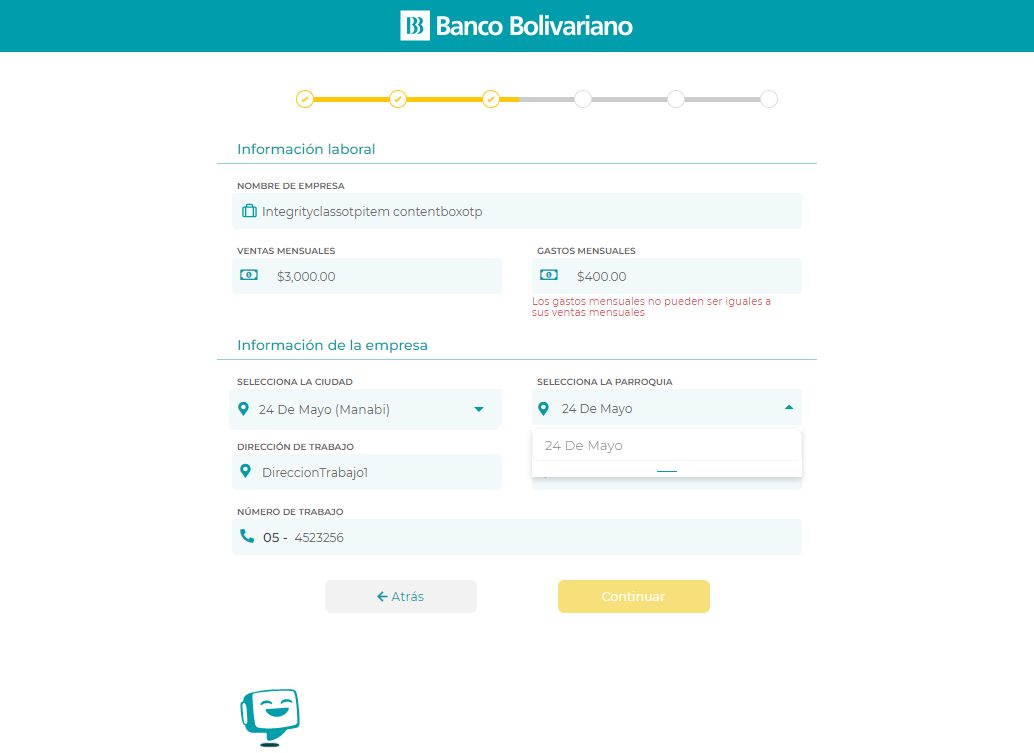 Banco Bolivariano
Información laboral
NOMBRE DE EMPRESA
Integrityclassotpitem contentboxotp
VENTAS MENSUALES
GASTOS MENSUALES
$3,000.00
$400.00
Los gastos mensuales no pueden ser iguales a
sus ventas mensuales
Información de la empresa
SELECCIONA LA CIUDAD
SELECCIONA LA PARROQUIA
24 De Mayo (Manabi)
24 De Mayo
24 De Mayo
DIRECCIÓN DE TRABAJO
DireccionTrabajo1
NÚMERO DE TRABAJO
05 - 4523256
Atrás
Continuar